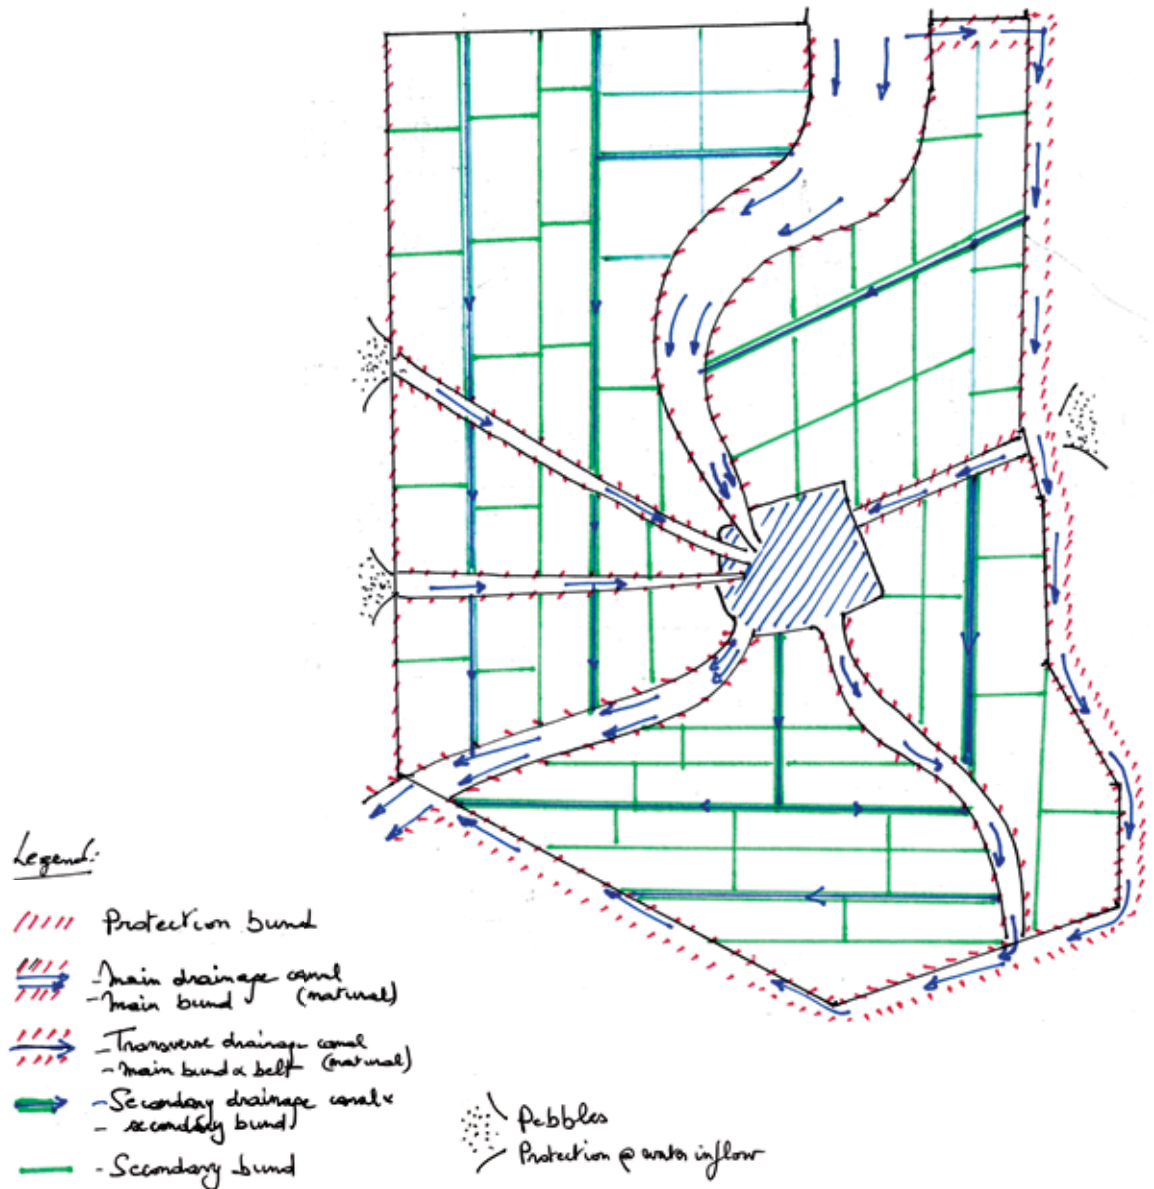 Legend:
Protection bund
- Main drainage canal
- Main bund (natural)
- Transverse drainage canal
- Main bund & belt (natural)
- Secondary drainage canal &
- secondary bund
- Secondary bund
Pebbles
Protection @ water inflow